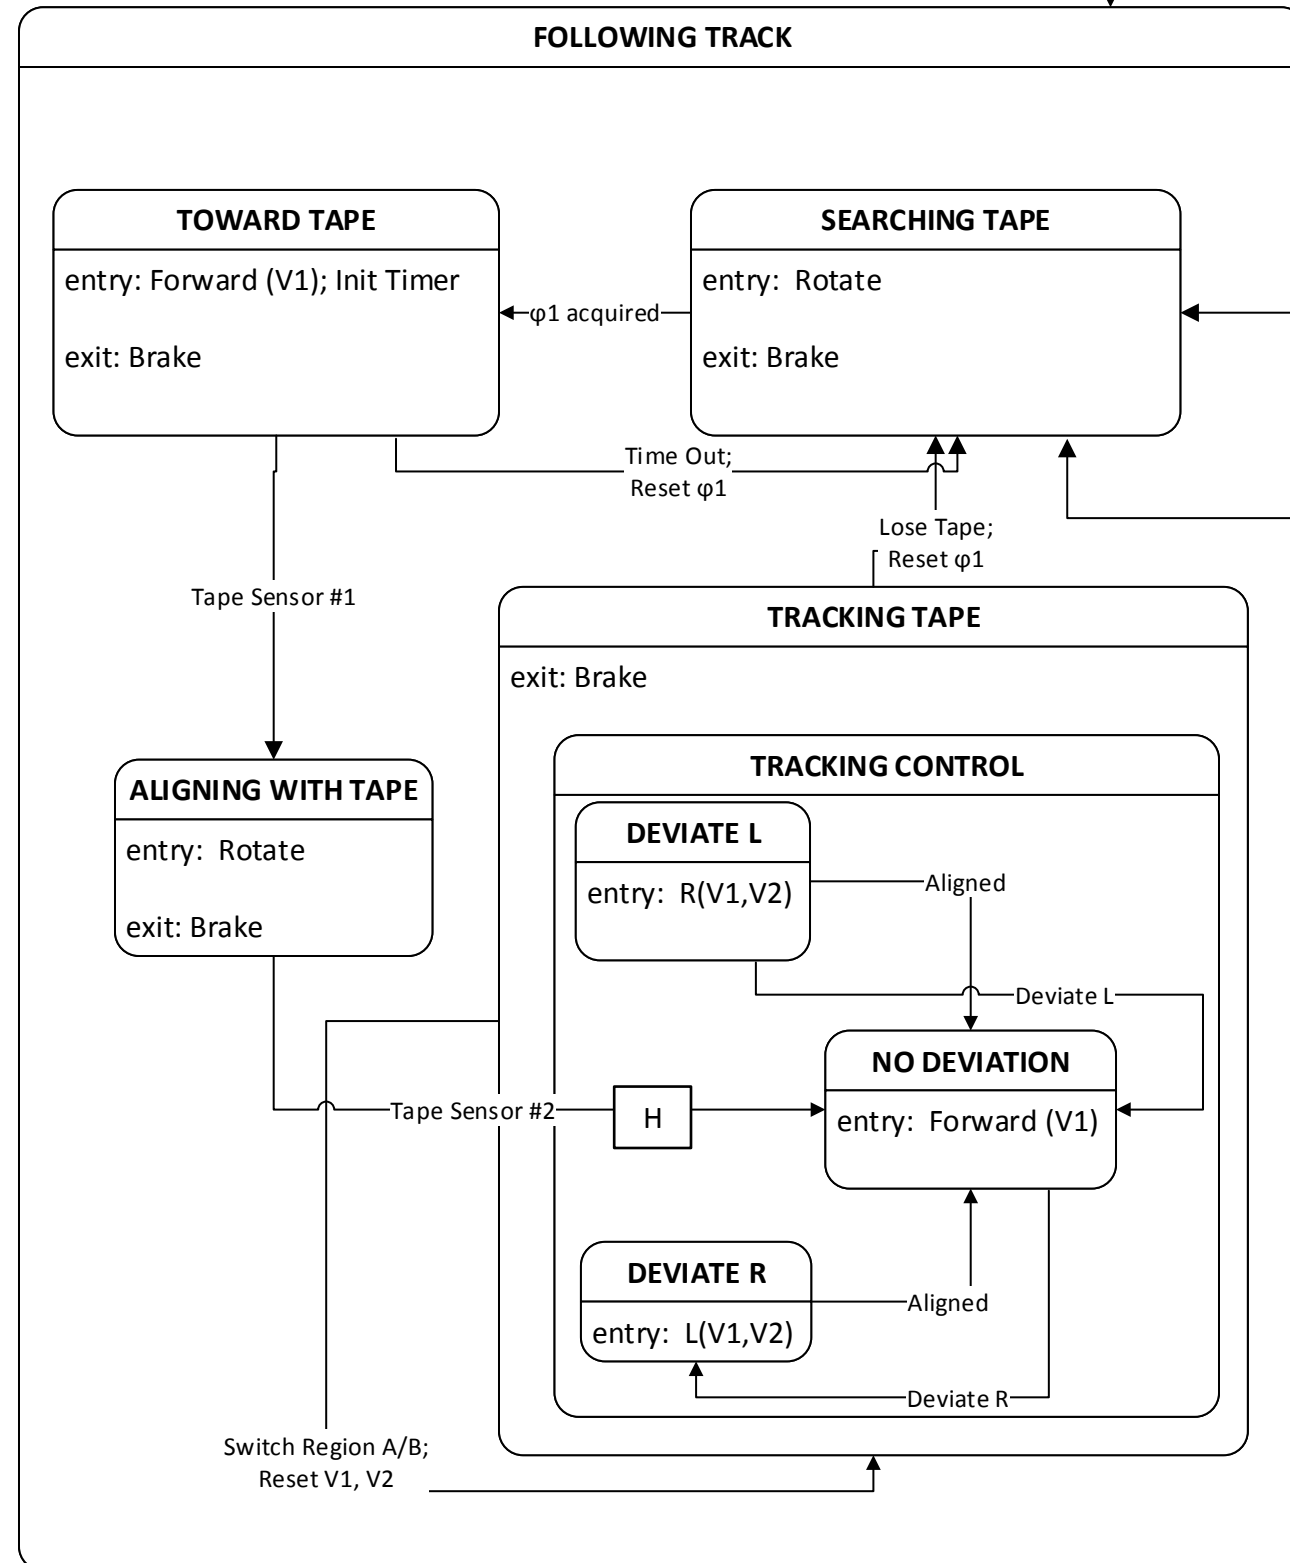 FOLLOWING TRACK
TOWARD TAPE
entry: Forward (V1); Init Timer
exit: Brake
SEARCHING TAPE
entry:  Rotate
exit: Brake
φ1 acquired
Time Out;
Reset φ1
Lose Tape;
Reset φ1
Tape Sensor #1
TRACKING TAPE
exit: Brake
ALIGNING WITH TAPE
entry:  Rotate
exit: Brake
TRACKING CONTROL
DEVIATE L
entry:  R(V1,V2)
Aligned
Deviate L
NO DEVIATION
entry:  Forward (V1)
Tape Sensor #2
H
DEVIATE R
entry:  L(V1,V2)
Aligned
Deviate R
Switch Region A/B;
Reset V1, V2